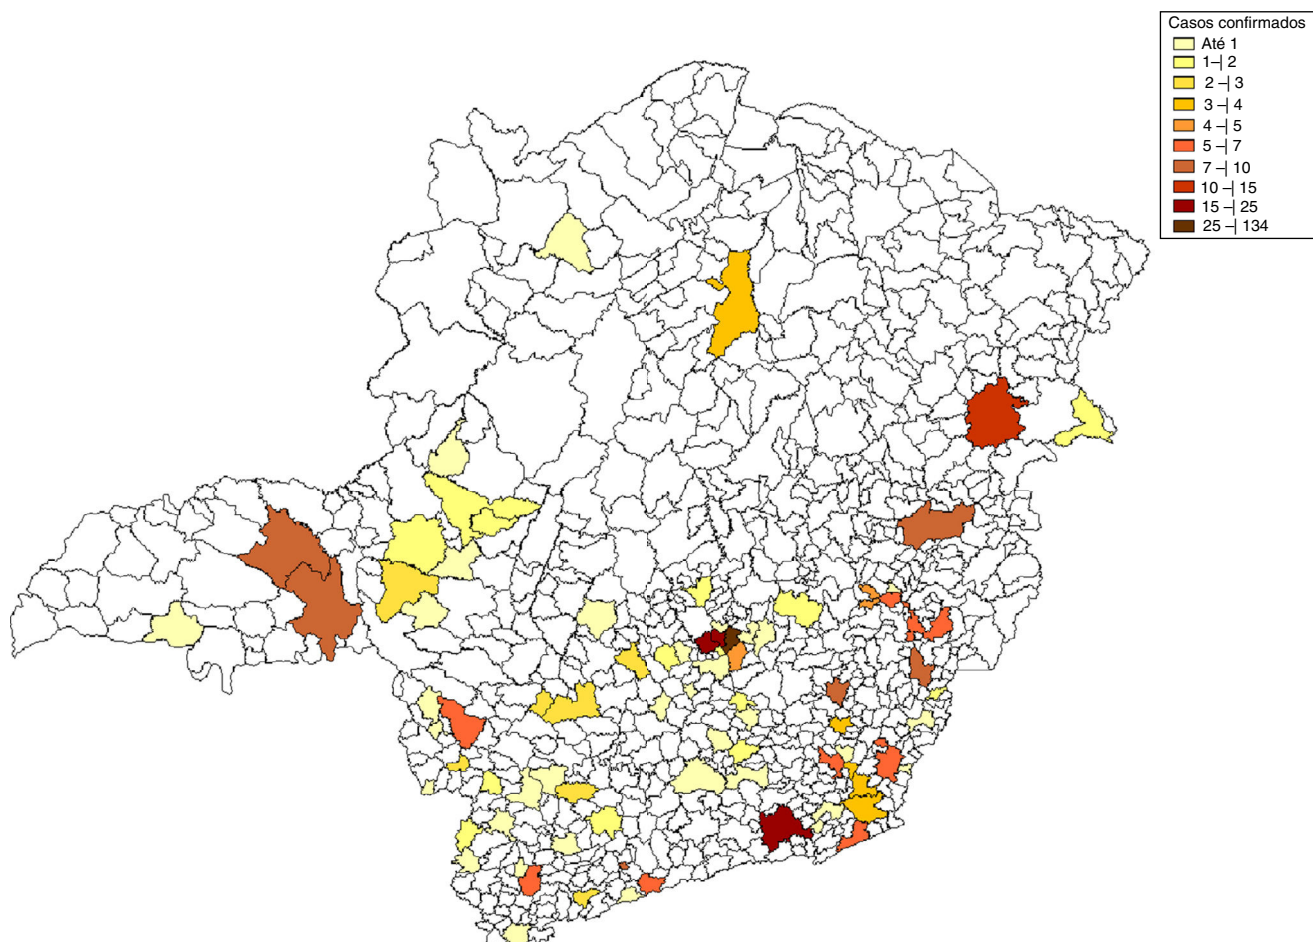 Casos confirmados
Até 1
1–| 2
2 –| 3
3 –| 4
4 –| 5
5 –| 7
7 –| 10
10 –| 15
15 –| 25
25 –| 134